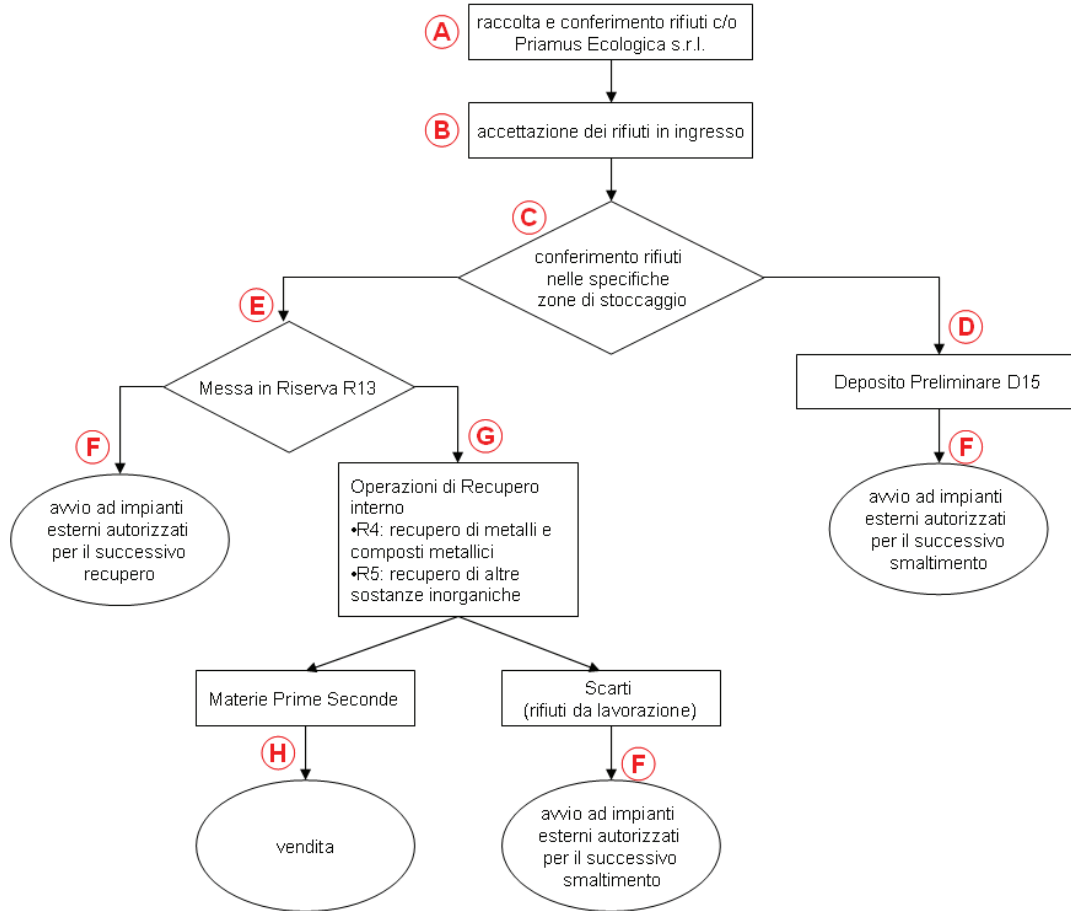 A
raccolta e conferimento rifiuti c/o
Priamus Ecologica s.r.l.
B
accettazione dei rifiuti in ingresso
C
conferimento rifiuti
nelle specifiche
zone di stoccaggio
E
Messa in Riserva R13
D
Deposito Preliminare D15
F
avvio ad impianti
esterni autorizzati
per il successivo
recupero
G
Operazioni di Recupero
interno
•R4: recupero di metalli e
composti metallici
•R5: recupero di altre
sostanze inorganiche
F
avvio ad impianti
esterni autorizzati
per il successivo
smaltimento
Materie Prime Seconde
Scarti
(rifiuti da lavorazione)
H
vendita
F
avvio ad impianti
esterni autorizzati
per il successivo
smaltimento